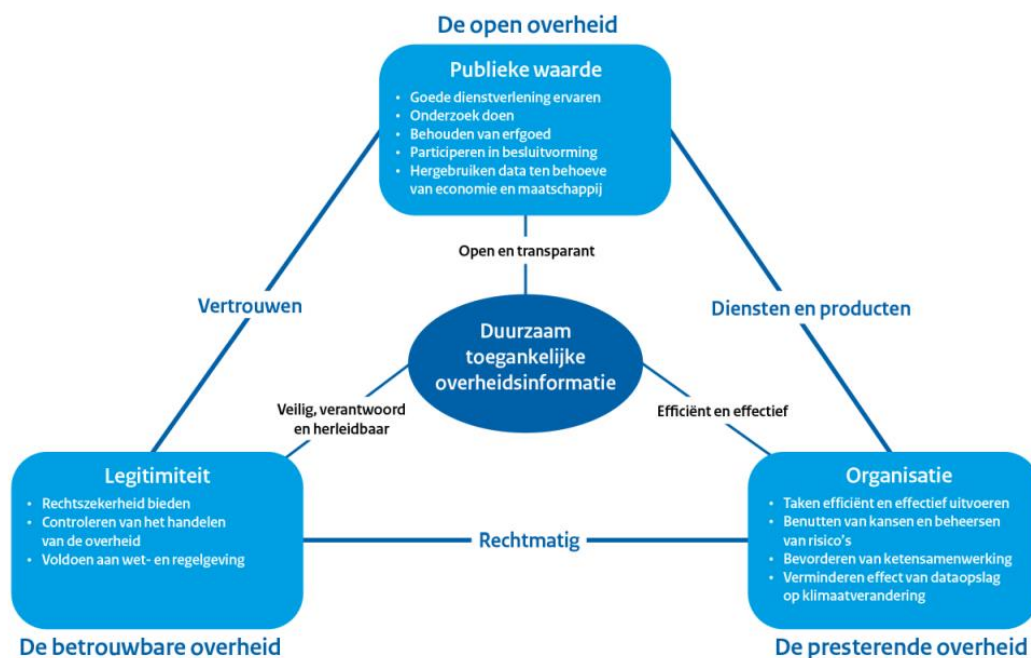 De open overheid
Publieke waarde
• Goede dienstverlening ervaren
• Onderzoek doen
• Behouden van erfgoed
• Participeren in besluitvorming
• Hergebruiken data ten behoeve
van economie en maatschappij
Open en transparant
Vertrouwen
Diensten en producten
Duurzaam
toegankelijke
overheidsinformatie
Veilig, verantwoord
en herleidbaar
Efficiënt en effectief
Legitimiteit
• Rechtszekerheid bieden
• Controleren van het handelen
van de overheid
• Voldoen aan wet- en regelgeving
Rechtmatig
Organisatie
• Taken efficiënt en effectief uitvoeren
• Benutten van kansen en beheersen
van risico's
• Bevorderen van ketensamenwerking
• Verminderen effect van dataopslag
op klimaatverandering
De betrouwbare overheid
De presterende overheid